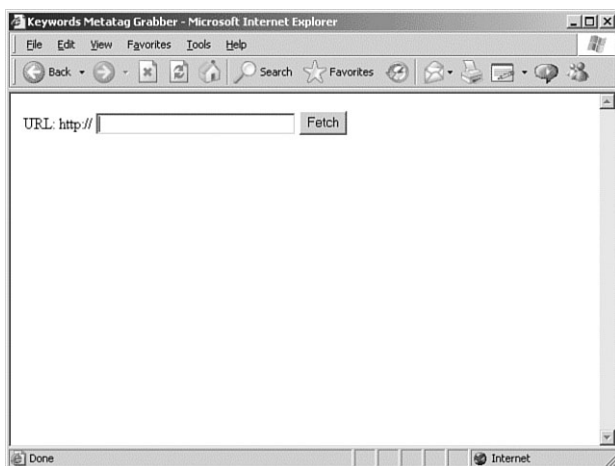 Keywords Metatag Grabber - Microsoft Internet Explorer
File Edit View Favorites Tools Help
Back Search Favorites
URL: http:// Fetch
Done Internet